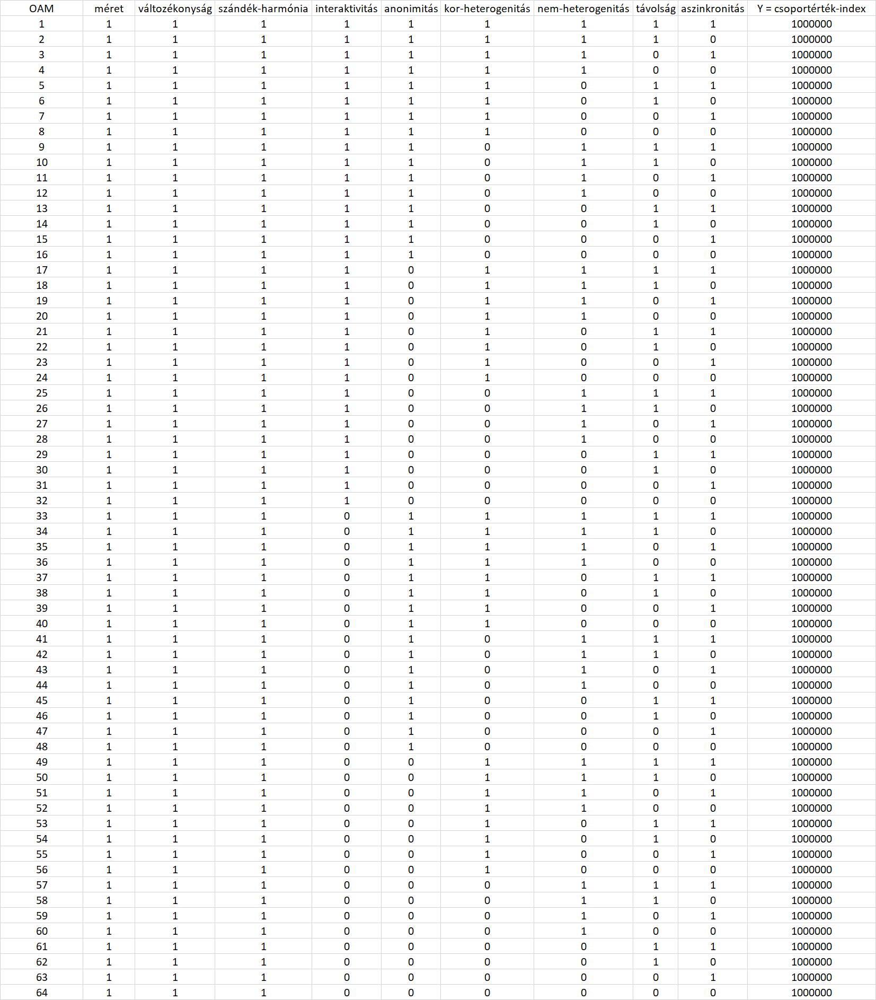 OAM méret változékonyság szándék-harmónia interaktivitás anonimitás kor-heterogenitás nem-heterogenitás távolság aszinkronitás Y = csoportérték-index
1 1 1 1 1 1 1 1 1 1 1000000
2 1 1 1 1 1 1 1 1 0 1000000
3 1 1 1 1 1 1 1 0 1 1000000
4 1 1 1 1 1 1 1 0 0 1000000
5 1 1 1 1 1 1 0 1 1 1000000
6 1 1 1 1 1 1 0 1 0 1000000
7 1 1 1 1 1 1 0 0 1 1000000
8 1 1 1 1 1 1 0 0 0 1000000
9 1 1 1 1 1 0 1 1 1 1000000
10 1 1 1 1 1 0 1 1 0 1000000
11 1 1 1 1 1 0 1 0 1 1000000
12 1 1 1 1 1 0 1 0 0 1000000
13 1 1 1 1 1 0 0 1 1 1000000
14 1 1 1 1 1 0 0 1 0 1000000
15 1 1 1 1 1 0 0 0 1 1000000
16 1 1 1 1 1 0 0 0 0 1000000
17 1 1 1 1 0 1 1 1 1 1000000
18 1 1 1 1 0 1 1 1 0 1000000
19 1 1 1 1 0 1 1 0 1 1000000
20 1 1 1 1 0 1 1 0 0 1000000
21 1 1 1 1 0 1 0 1 1 1000000
22 1 1 1 1 0 1 0 1 0 1000000
23 1 1 1 1 0 1 0 0 1 1000000
24 1 1 1 1 0 1 0 0 0 1000000
25 1 1 1 1 0 0 1 1 1 1000000
26 1 1 1 1 0 0 1 1 0 1000000
27 1 1 1 1 0 0 1 0 1 1000000
28 1 1 1 1 0 0 1 0 0 1000000
29 1 1 1 1 0 0 0 1 1 1000000
30 1 1 1 1 0 0 0 1 0 1000000
31 1 1 1 1 0 0 0 0 1 1000000
32 1 1 1 1 0 0 0 0 0 1000000
33 1 1 1 0 1 1 1 1 1 1000000
34 1 1 1 0 1 1 1 1 0 1000000
35 1 1 1 0 1 1 1 0 1 1000000
36 1 1 1 0 1 1 1 0 0 1000000
37 1 1 1 0 1 1 0 1 1 1000000
38 1 1 1 0 1 1 0 1 0 1000000
39 1 1 1 0 1 1 0 0 1 1000000
40 1 1 1 0 1 1 0 0 0 1000000
41 1 1 1 0 1 0 1 1 1 1000000
42 1 1 1 0 1 0 1 1 0 1000000
43 1 1 1 0 1 0 1 0 1 1000000
44 1 1 1 0 1 0 1 0 0 1000000
45 1 1 1 0 1 0 0 1 1 1000000
46 1 1 1 0 1 0 0 1 0 1000000
47 1 1 1 0 1 0 0 0 1 1000000
48 1 1 1 0 1 0 0 0 0 1000000
49 1 1 1 0 0 1 1 1 1 1000000
50 1 1 1 0 0 1 1 1 0 1000000
51 1 1 1 0 0 1 1 0 1 1000000
52 1 1 1 0 0 1 1 0 0 1000000
53 1 1 1 0 0 1 0 1 1 1000000
54 1 1 1 0 0 1 0 1 0 1000000
55 1 1 1 0 0 1 0 0 1 1000000
56 1 1 1 0 0 1 0 0 0 1000000
57 1 1 1 0 0 0 1 1 1 1000000
58 1 1 1 0 0 0 1 1 0 1000000
59 1 1 1 0 0 0 1 0 1 1000000
60 1 1 1 0 0 0 1 0 0 1000000
61 1 1 1 0 0 0 0 1 1 1000000
62 1 1 1 0 0 0 0 1 0 1000000
63 1 1 1 0 0 0 0 0 1 1000000
64 1 1 1 0 0 0 0 0 0 1000000